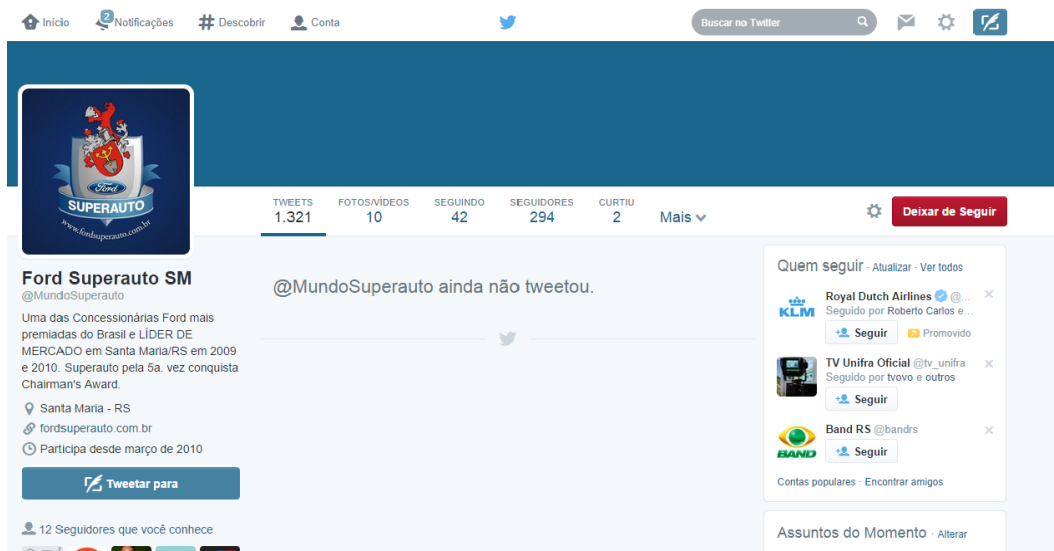 Início
2
Notificações
Descobrir
Conta
Buscar no Twitter
Ford
SUPERAUTO
www.fordsuperauto.com.br
TWEETS FOTOS/VÍDEOS SEGUINDO SEGUIDORES CURTIU
1.321 10 42 294 2 Mais
Deixar de Seguir
Ford Superauto SM
@MundoSuperauto
Uma das Concessionárias Ford mais
premiadas do Brasil e LÍDER DE
MERCADO em Santa Maria/RS em 2009
e 2010. Superauto pela 5a. vez conquista
Chairman's Award.
Santa Maria - RS
fordsuperauto.com.br
Participa desde março de 2010
Tweetar para
12 Seguidores que você conhece
@MundoSuperauto ainda não tweetou.
Quem seguir · Atualizar · Ver todos
KLM
Royal Dutch Airlines @...
Seguido por Roberto Carlos e...
Seguir Promovido
TV Unifra Oficial @tv_unifra
Seguido por tvovo e outros
Seguir
BAND
Band RS @bandrs
Seguir
Contas populares · Encontrar amigos
Assuntos do Momento · Alterar